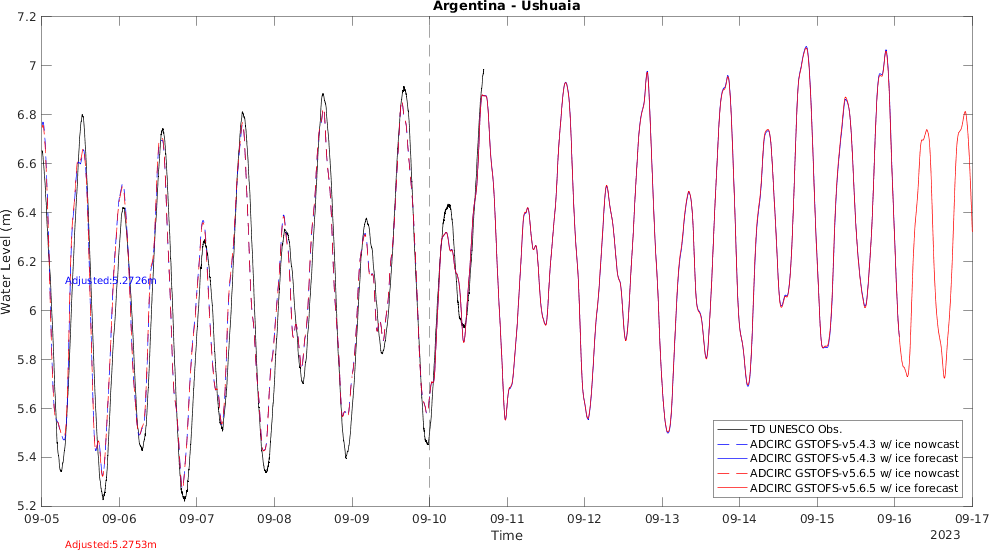 Argentina - Ushuaia
7.2
7
6.8
6.6
6.4
6.2
6
5.8
5.6
5.4
5.2
Water Level (m)
Adjusted:5.2726m
TD UNESCO Obs.
ADCIRC GSTOFS-v5.4.3 w/ ice nowcast
ADCIRC GSTOFS-v5.4.3 w/ ice forecast
ADCIRC GSTOFS-v5.6.5 w/ ice nowcast
ADCIRC GSTOFS-v5.6.5 w/ ice forecast
09-05 09-06 09-07 09-08 09-09 09-10 09-11 09-12 09-13 09-14 09-15 09-16 09-17
Time
2023
Adjusted:5.2753m